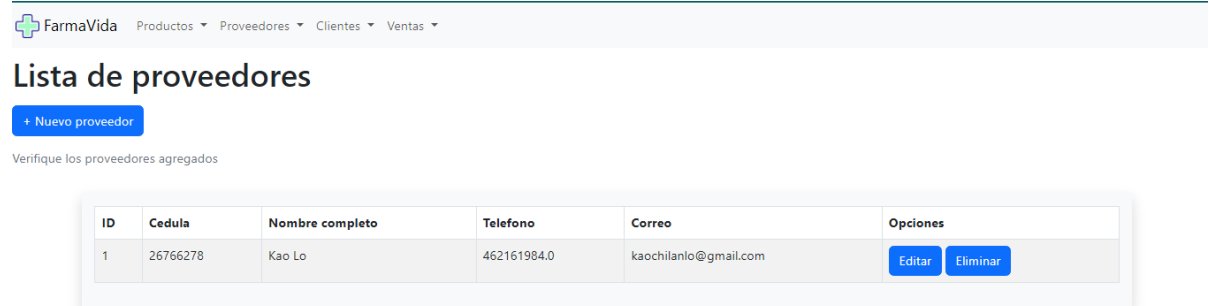 FarmaVida Productos Proveedores Clientes Ventas
Lista de proveedores
+ Nuevo proveedor
Verifique los proveedores agregados
ID Cedula Nombre completo Telefono Correo Opciones
1 26766278 Kao Lo 462161984.0 kaochilanlo@gmail.com Editar Eliminar